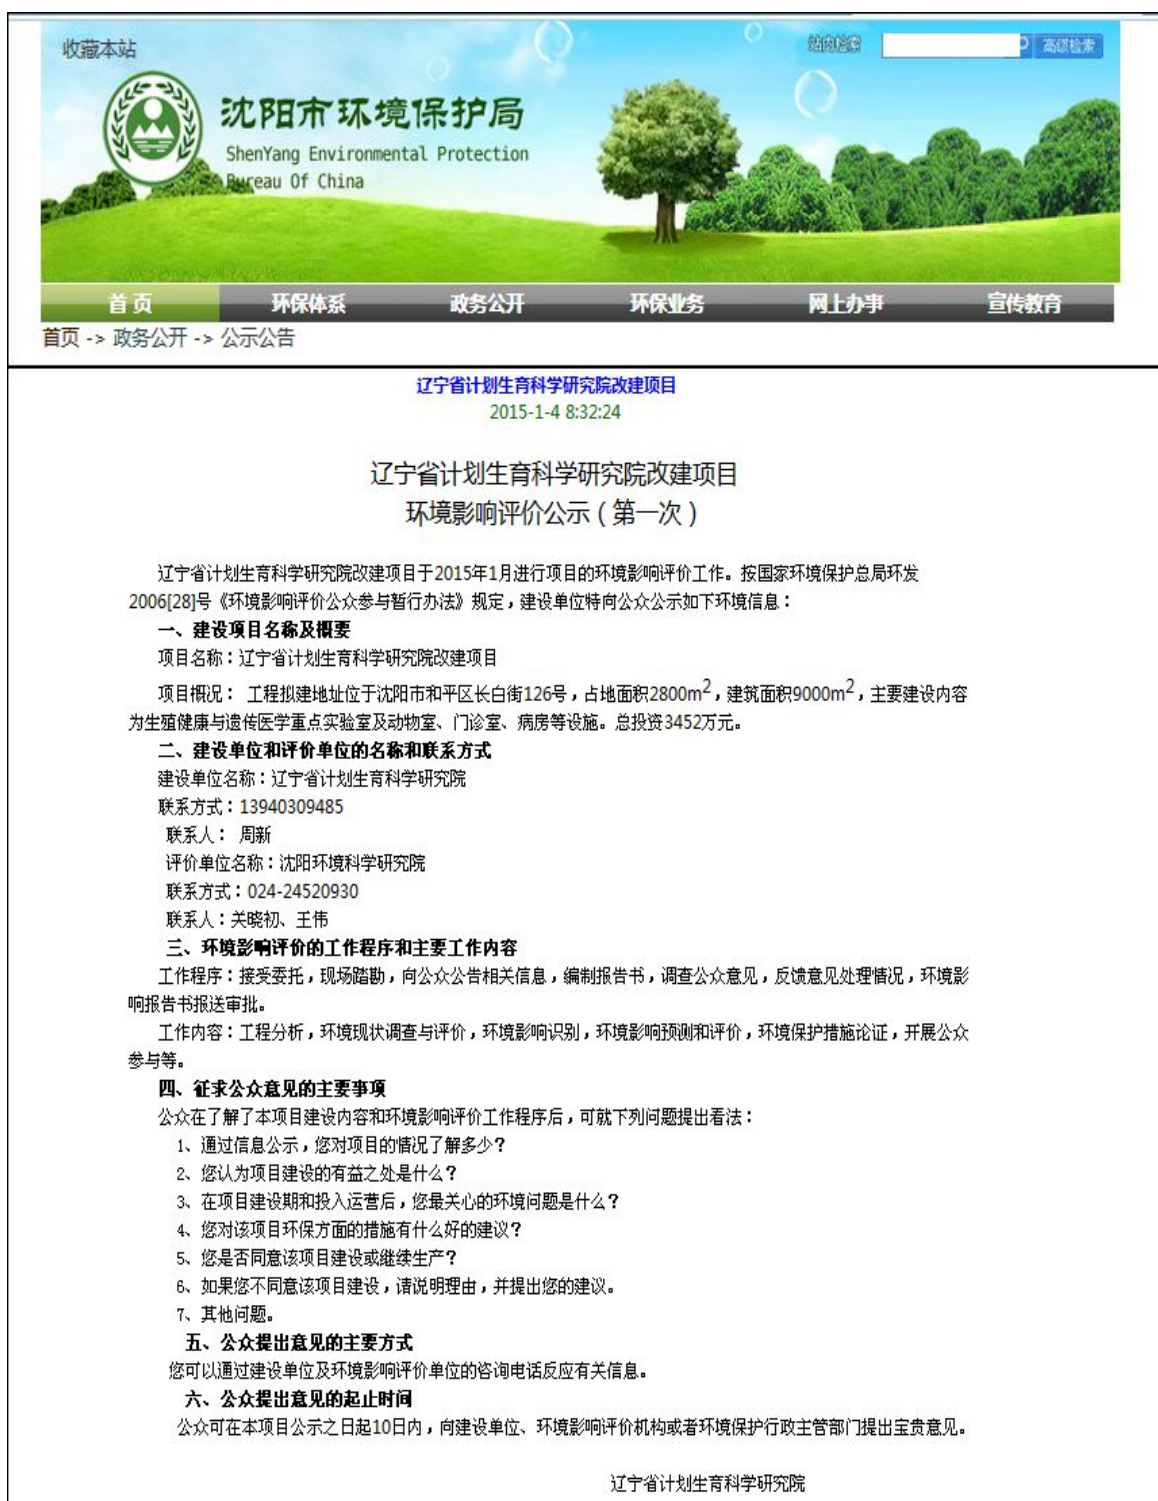 收藏本站
站内检索
高级检索
沈阳市环境保护局
ShenYang Environmental Protection
Bureau Of China
首页 环保体系 政务公开 环保业务 网上办事 宣传教育
首页 -> 政务公开 -> 公示公告
辽宁省计划生育科学研究院改建项目
2015-1-4 8:32:24
辽宁省计划生育科学研究院改建项目
环境影响评价公示（第一次）
辽宁省计划生育科学研究院改建项目于2015年1月进行项目的环境影响评价工作。按国家环境保护总局环发
2006[28]号《环境影响评价公众参与暂行办法》规定，建设单位特向公众公示如下环境信息：
一、建设项目名称及概要
项目名称：辽宁省计划生育科学研究院改建项目
项目概况： 工程拟建地址位于沈阳市和平区长白街126号，占地面积2800m²，建筑面积9000m²，主要建设内容
为生殖健康与遗传医学重点实验室及动物室、门诊室、病房等设施。总投资3452万元。
二、建设单位和评价单位的名称和联系方式
建设单位名称：辽宁省计划生育科学研究院
联系方式：13940309485
联系人： 周新
评价单位名称：沈阳环境科学研究院
联系方式：024-24520930
联系人：关晓初、王伟
三、环境影响评价的工作程序和主要工作内容
工作程序：接受委托，现场踏勘，向公众公告相关信息，编制报告书，调查公众意见，反馈意见处理情况，环境影
响报告书报送审批。
工作内容：工程分析，环境现状调查与评价，环境影响识别，环境影响预测和评价，环境保护措施论证，开展公众
参与等。
四、征求公众意见的主要事项
公众在了解了本项目建设内容和环境影响评价工作程序后，可就下列问题提出看法：
1、通过信息公示，您对项目的情况了解多少？
2、您认为项目建设的有益之处是什么？
3、在项目建设期和投入运营后，您最关心的环境问题是什么？
4、您对该项目环保方面的措施有什么好的建议？
5、您是否同意该项目建设或继续生产？
6、如果您不同意该项目建设，请说明理由，并提出您的建议。
7、其他问题。
五、公众提出意见的主要方式
您可以通过建设单位及环境影响评价单位的咨询电话反应有关信息。
六、公众提出意见的起止时间
公众可在本项目公示之日起10日内，向建设单位、环境影响评价机构或者环境保护行政主管部门提出宝贵意见。
辽宁省计划生育科学研究院